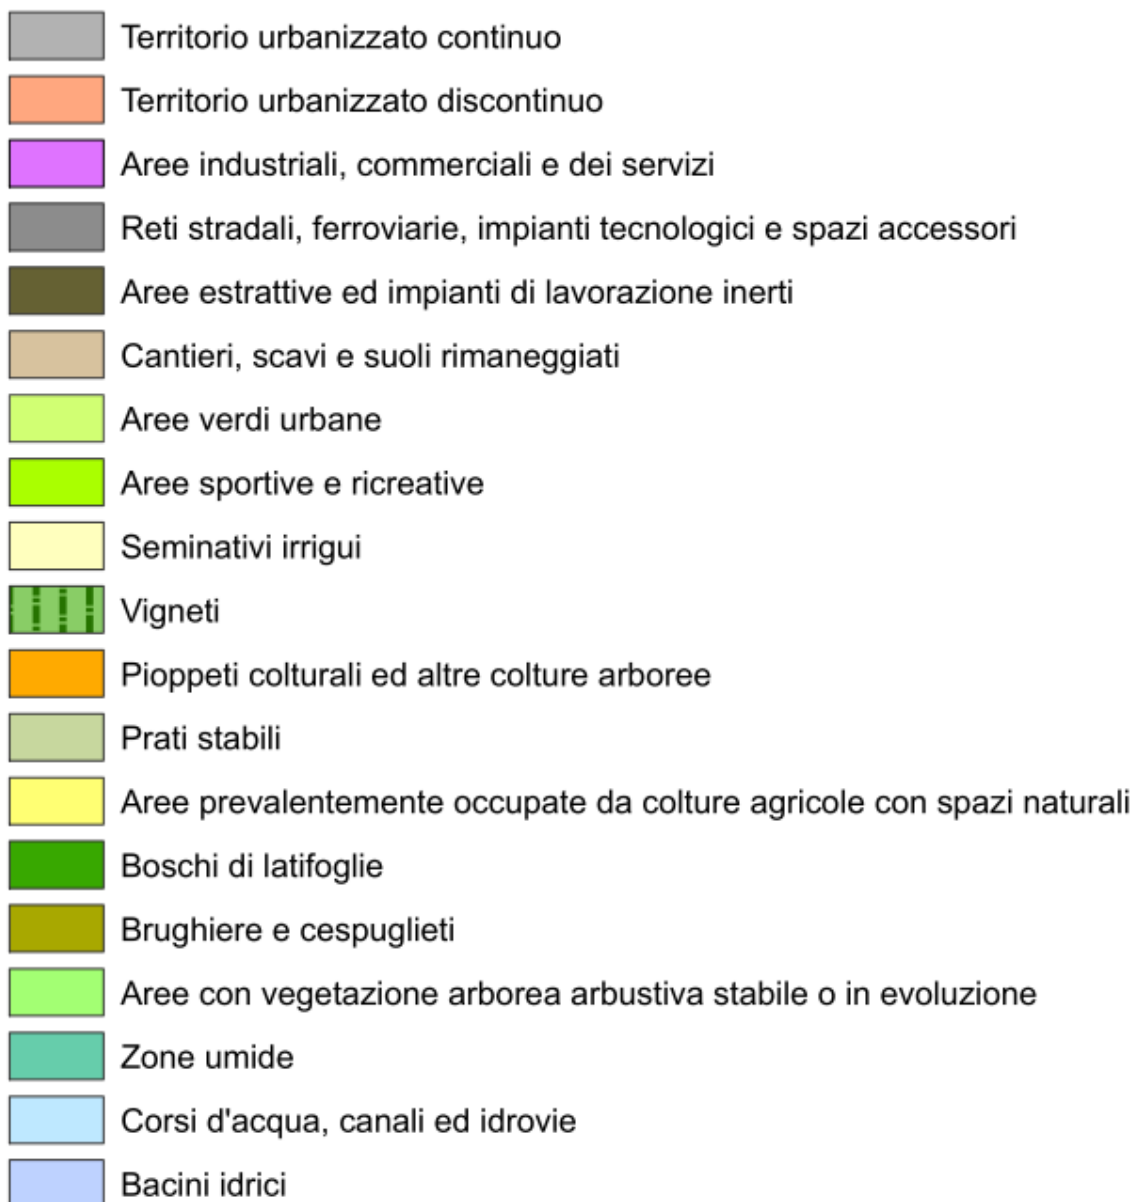 Territorio urbanizzato continuo
Territorio urbanizzato discontinuo
Aree industriali, commerciali e dei servizi
Reti stradali, ferroviarie, impianti tecnologici e spazi accessori
Aree estrattive ed impianti di lavorazione inerti
Cantieri, scavi e suoli rimaneggiati
Aree verdi urbane
Aree sportive e ricreative
Seminativi irrigui
Vigneti
Pioppeti colturali ed altre colture arboree
Prati stabili
Aree prevalentemente occupate da colture agricole con spazi naturali
Boschi di latifoglie
Brughiere e cespuglieti
Aree con vegetazione arborea arbustiva stabile o in evoluzione
Zone umide
Corsi d'acqua, canali ed idrovie
Bacini idrici